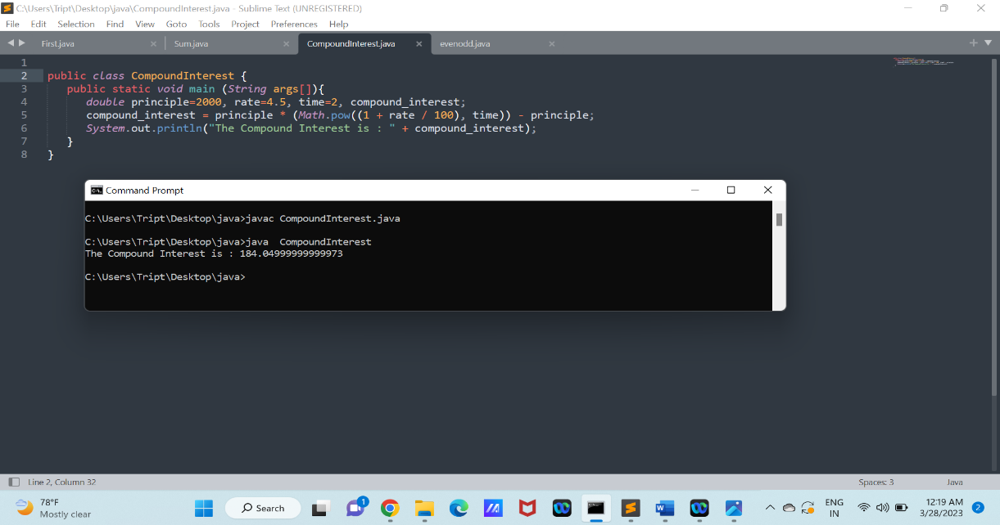 C:\Users\Tript\Desktop\java\CompoundInterest.java - Sublime Text (UNREGISTERED)
File Edit Selection Find View Goto Tools Project Preferences Help
First.java Sum.java CompoundInterest.java evenodd.java
1
2 public class CompoundInterest {
3 public static void main (String args[]){
4 double principle=2000, rate=4.5, time=2, compound_interest;
5 compound_interest = principle * (Math.pow((1 + rate / 100), time)) - principle;
6 System.out.println("The Compound Interest is : " + compound_interest);
7 }
8 }
Command Prompt
C:\Users\Tript\Desktop\java>javac CompoundInterest.java
C:\Users\Tript\Desktop\java>java  CompoundInterest
The Compound Interest is : 184.04999999999973
C:\Users\Tript\Desktop\java>
Line 2, Column 32 Spaces: 3 Java
78°F
Mostly clear
Search
1
ENG
IN
12:19 AM
3/28/2023
2